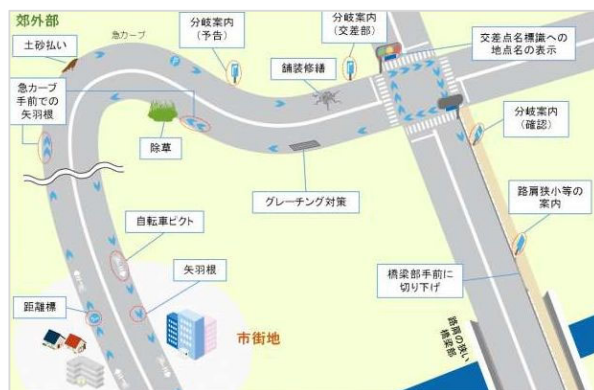 郊外部
土砂払い
急カーブ
分岐案内
(予告)
分岐案内
(交差部)
交差点名標識への
地点名の表示
舗装修繕
急カーブ
手前での
矢羽根
除草
分岐案内
(確認)
グレーチング対策
路肩狭小等の
案内
自転車ピクト
矢羽根
橋梁部手前に
切り下げ
距離標
市街地
路肩の狭い
橋梁部